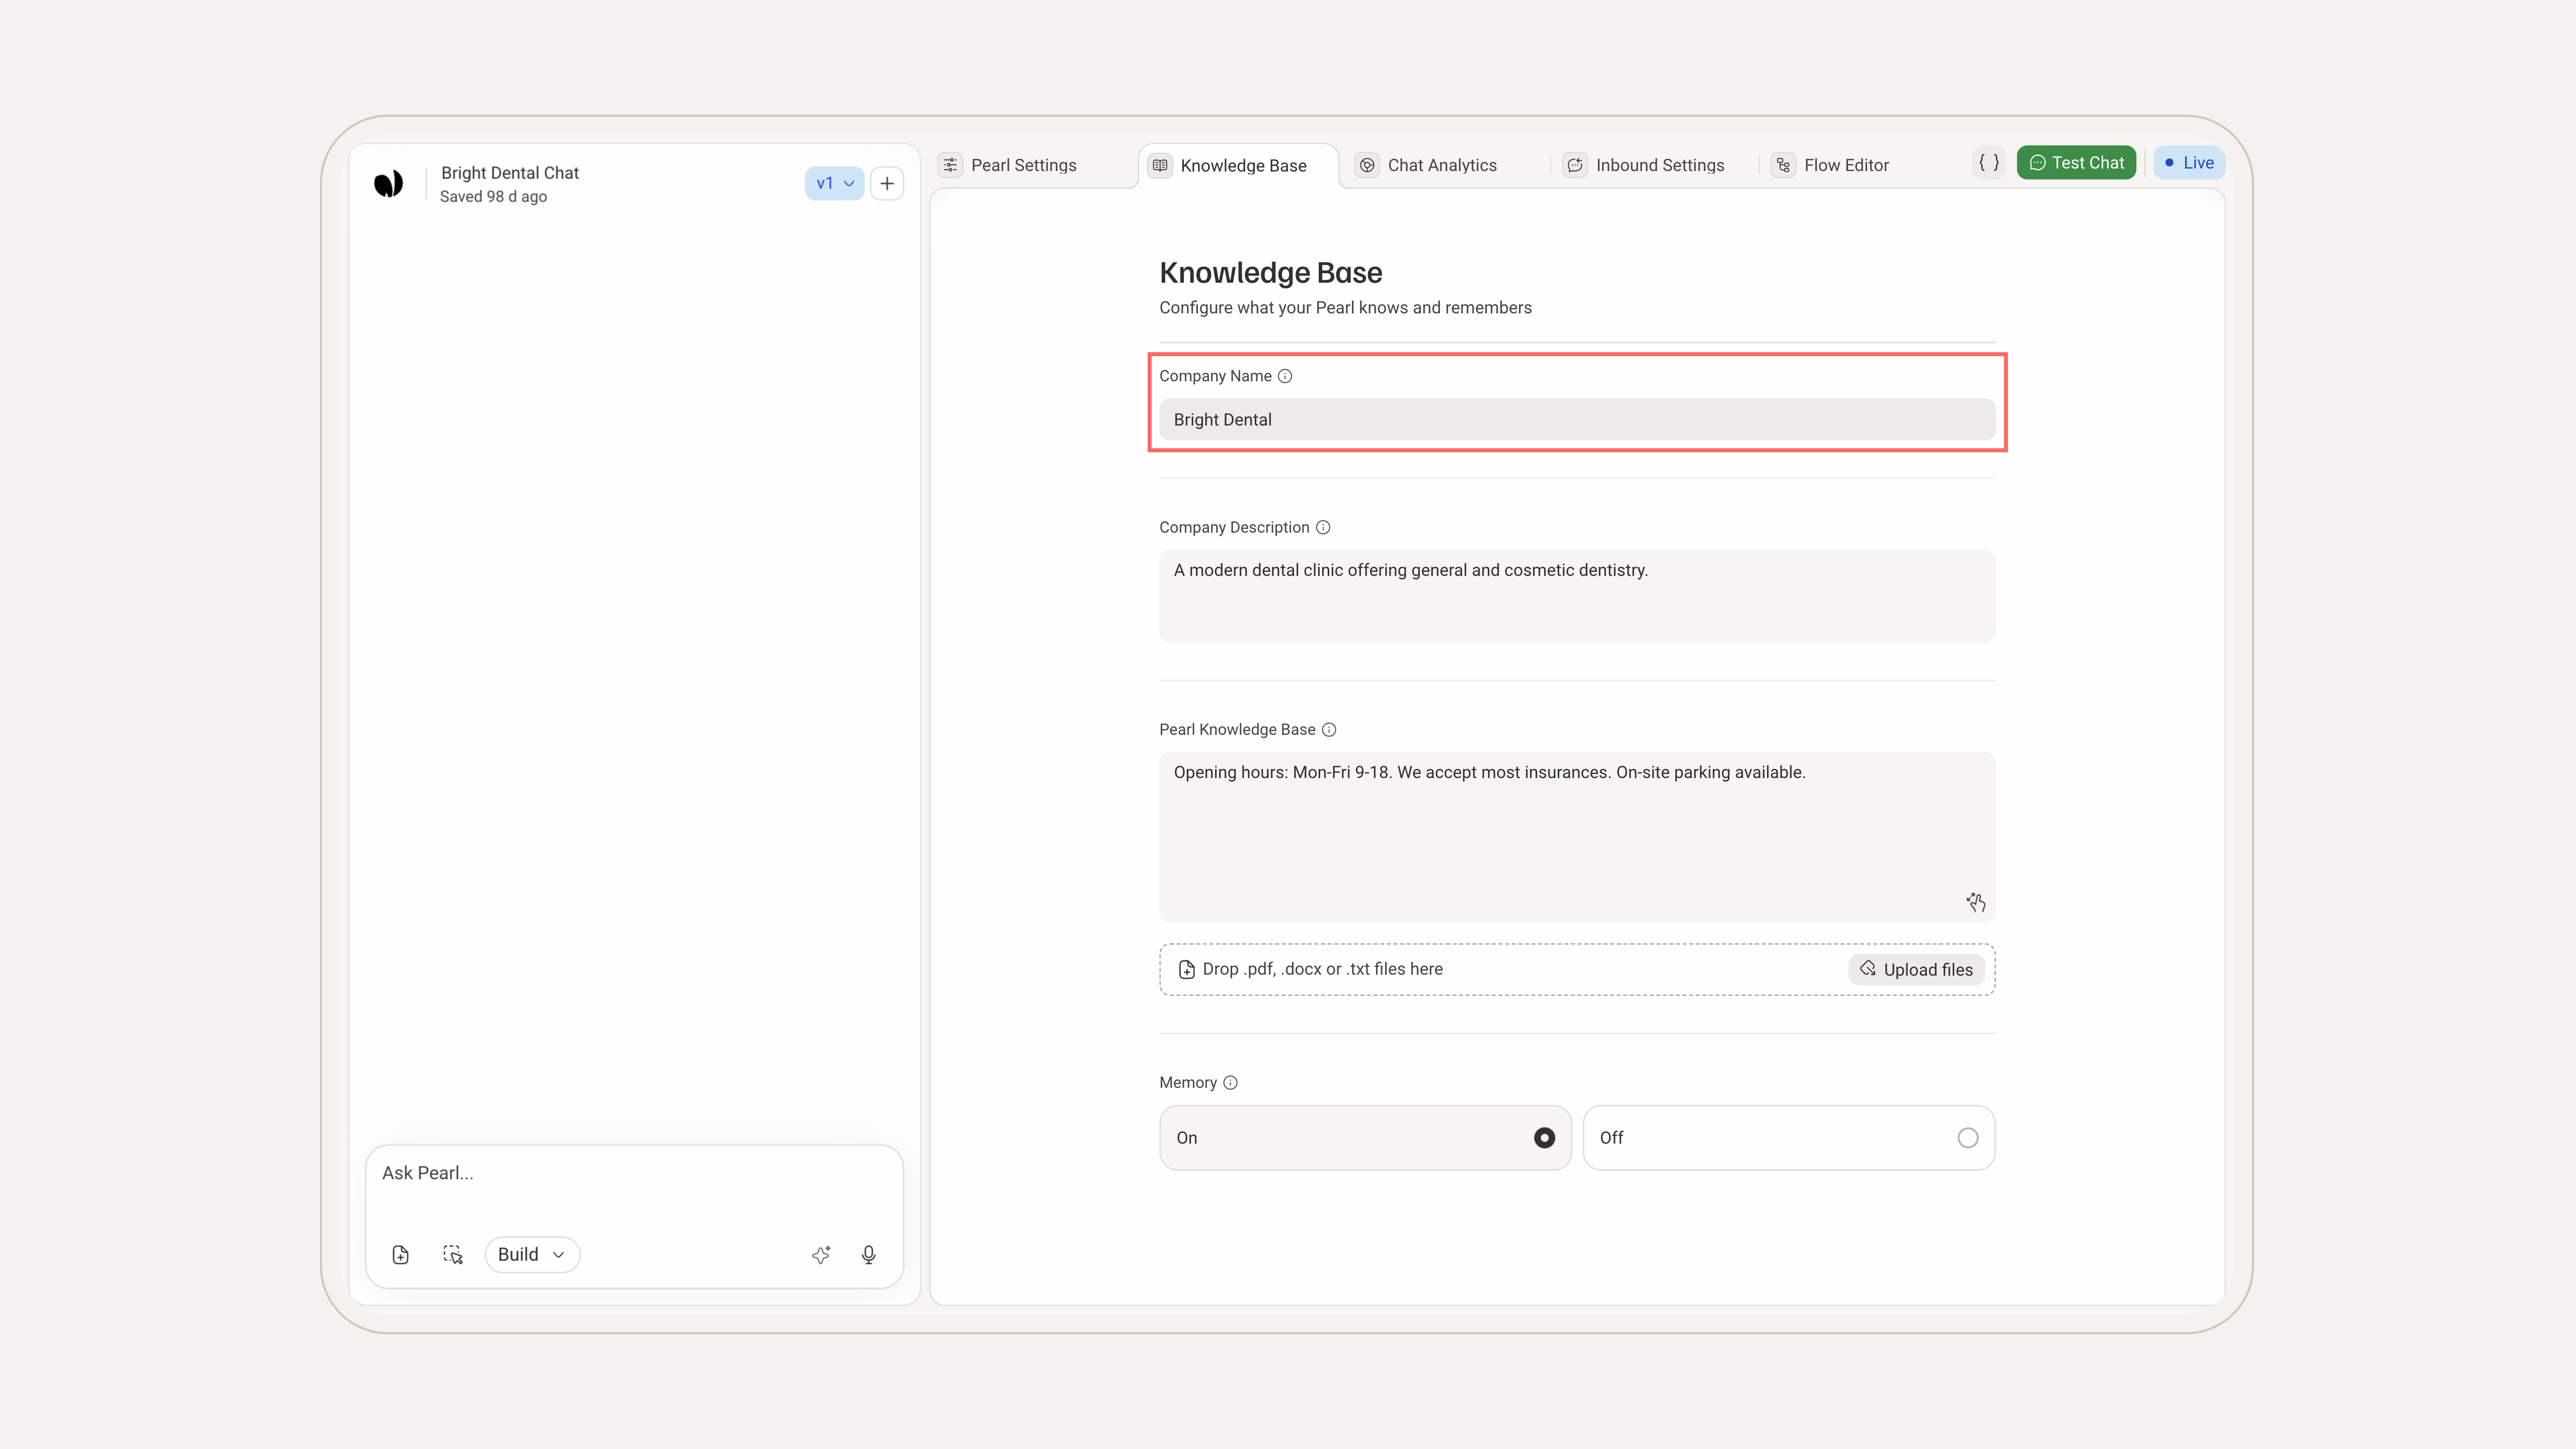 Bright Dental Chat
Saved 98 d ago
v1
Pearl Settings
Knowledge Base
Chat Analytics
Inbound Settings
Flow Editor
{ }
Test Chat
Live
Knowledge Base
Configure what your Pearl knows and remembers
Company Name
Bright Dental
Company Description
A modern dental clinic offering general and cosmetic dentistry.
Pearl Knowledge Base
Opening hours: Mon-Fri 9-18. We accept most insurances. On-site parking available.
Drop .pdf, .docx or .txt files here
Upload files
Memory
On
Off
Ask Pearl...
Build